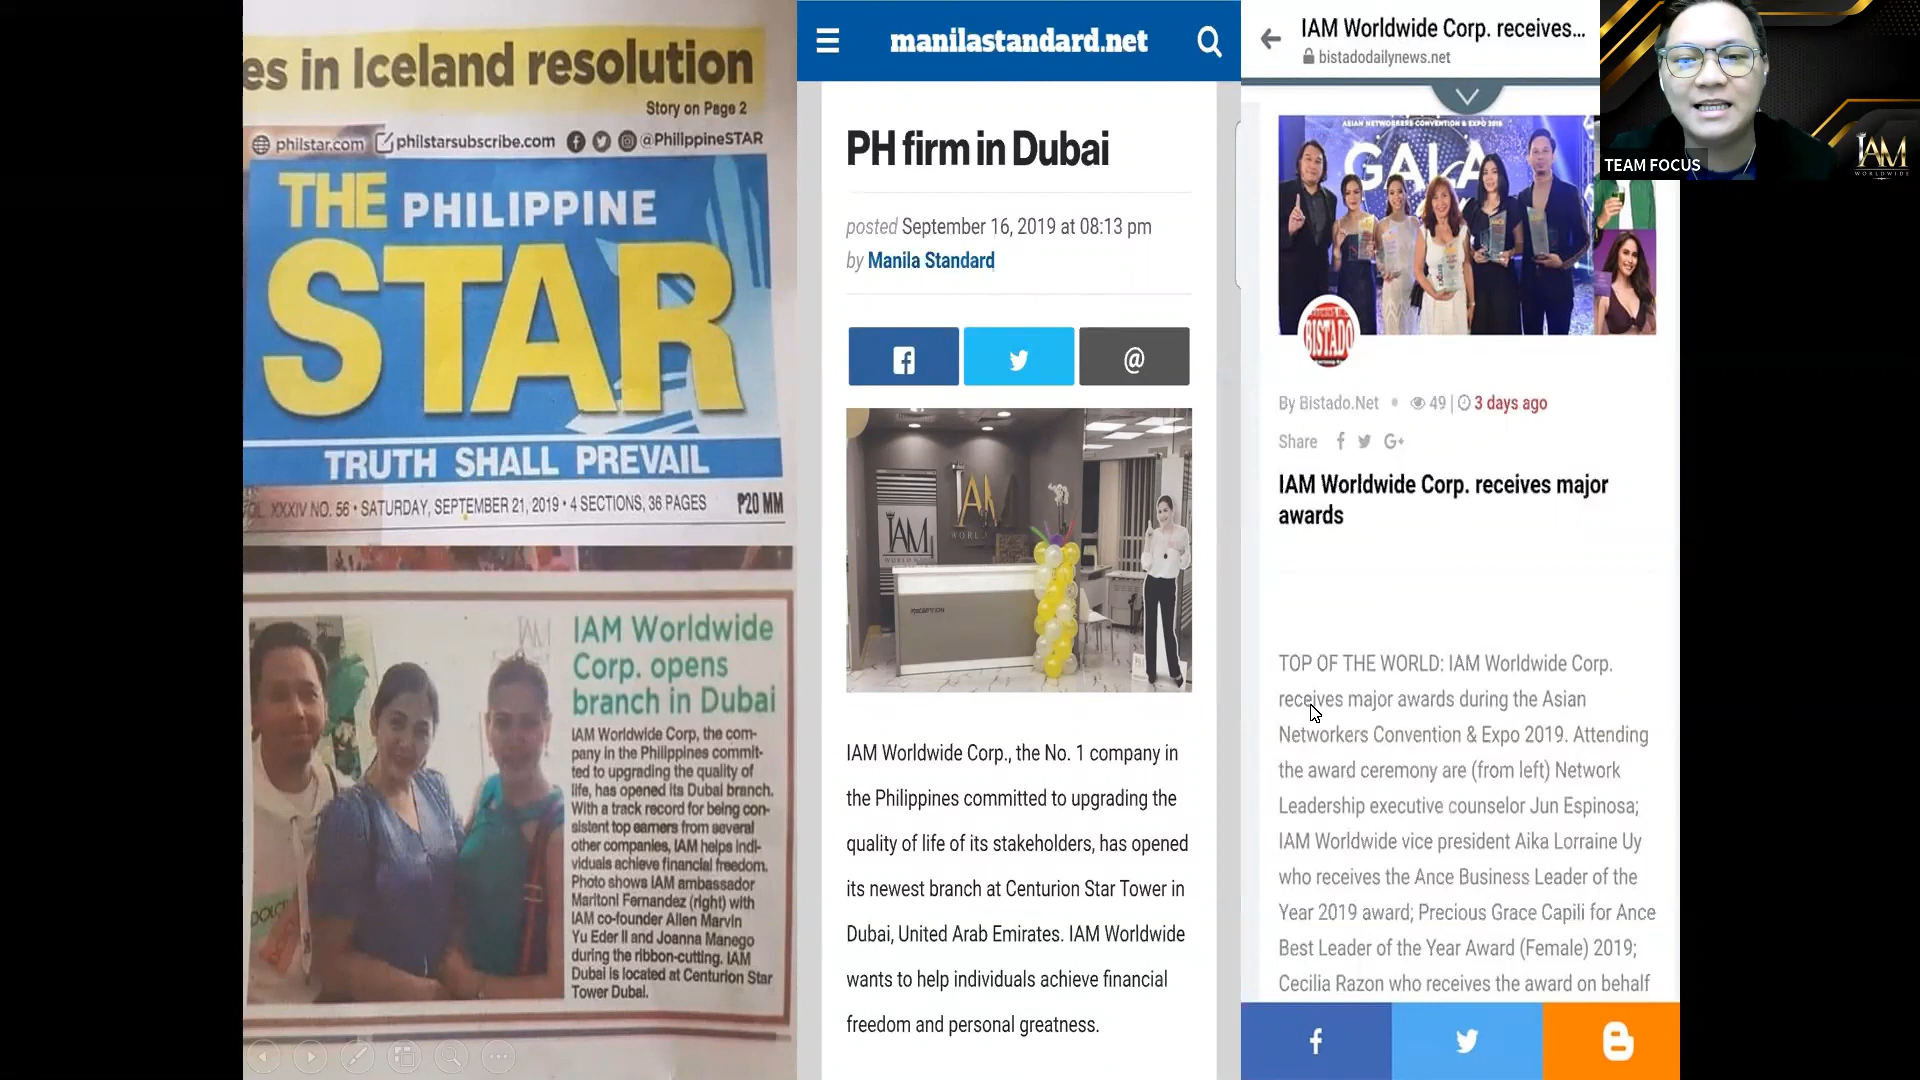 es in Iceland resolution
Story on Page 2
philstar.com philstarsubscribe.com @PhilippineSTAR
THE PHILIPPINE
STAR
TRUTH SHALL PREVAIL
XXXIV NO. 56 • SATURDAY, SEPTEMBER 21, 2019 • 4 SECTIONS, 36 PAGES ₱20 MM
IAM Worldwide
Corp. opens
branch in Dubai
IAM Worldwide Corp, the com-
pany in the Philippines commit-
ted to upgrading the quality of
life, has opened its Dubai branch.
With a track record for being con-
sistent top earners from several
other companies, IAM helps indi-
viduals achieve financial freedom.
Photo shows IAM ambassador
Maritoni Fernandez (right) with
IAM co-founder Allen Marvin
Yu Eder II and Joanna Manego
during the ribbon-cutting. IAM
Dubai is located at Centurion Star
Tower Dubai.
manilastandard.net
PH firm in Dubai
posted September 16, 2019 at 08:13 pm
by Manila Standard
@
IAM
WORLD
IAM
WORLDWIDE
RECEPTION
IAM Worldwide Corp., the No. 1 company in
the Philippines committed to upgrading the
quality of life of its stakeholders, has opened
its newest branch at Centurion Star Tower in
Dubai, United Arab Emirates. IAM Worldwide
wants to help individuals achieve financial
freedom and personal greatness.
IAM Worldwide Corp. receives...
bistadodailynews.net
ASIAN NETWORKERS CONVENTION & EXPO 2019
GALA
BISTADO
By Bistado.Net • 49 | 3 days ago
Share f G+
IAM Worldwide Corp. receives major
awards
TOP OF THE WORLD: IAM Worldwide Corp.
receives major awards during the Asian
Networkers Convention & Expo 2019. Attending
the award ceremony are (from left) Network
Leadership executive counselor Jun Espinosa;
IAM Worldwide vice president Aika Lorraine Uy
who receives the Ance Business Leader of the
Year 2019 award; Precious Grace Capili for Ance
Best Leader of the Year Award (Female) 2019;
Cecilia Razon who receives the award on behalf
TEAM FOCUS
IAM
WORLDWIDE